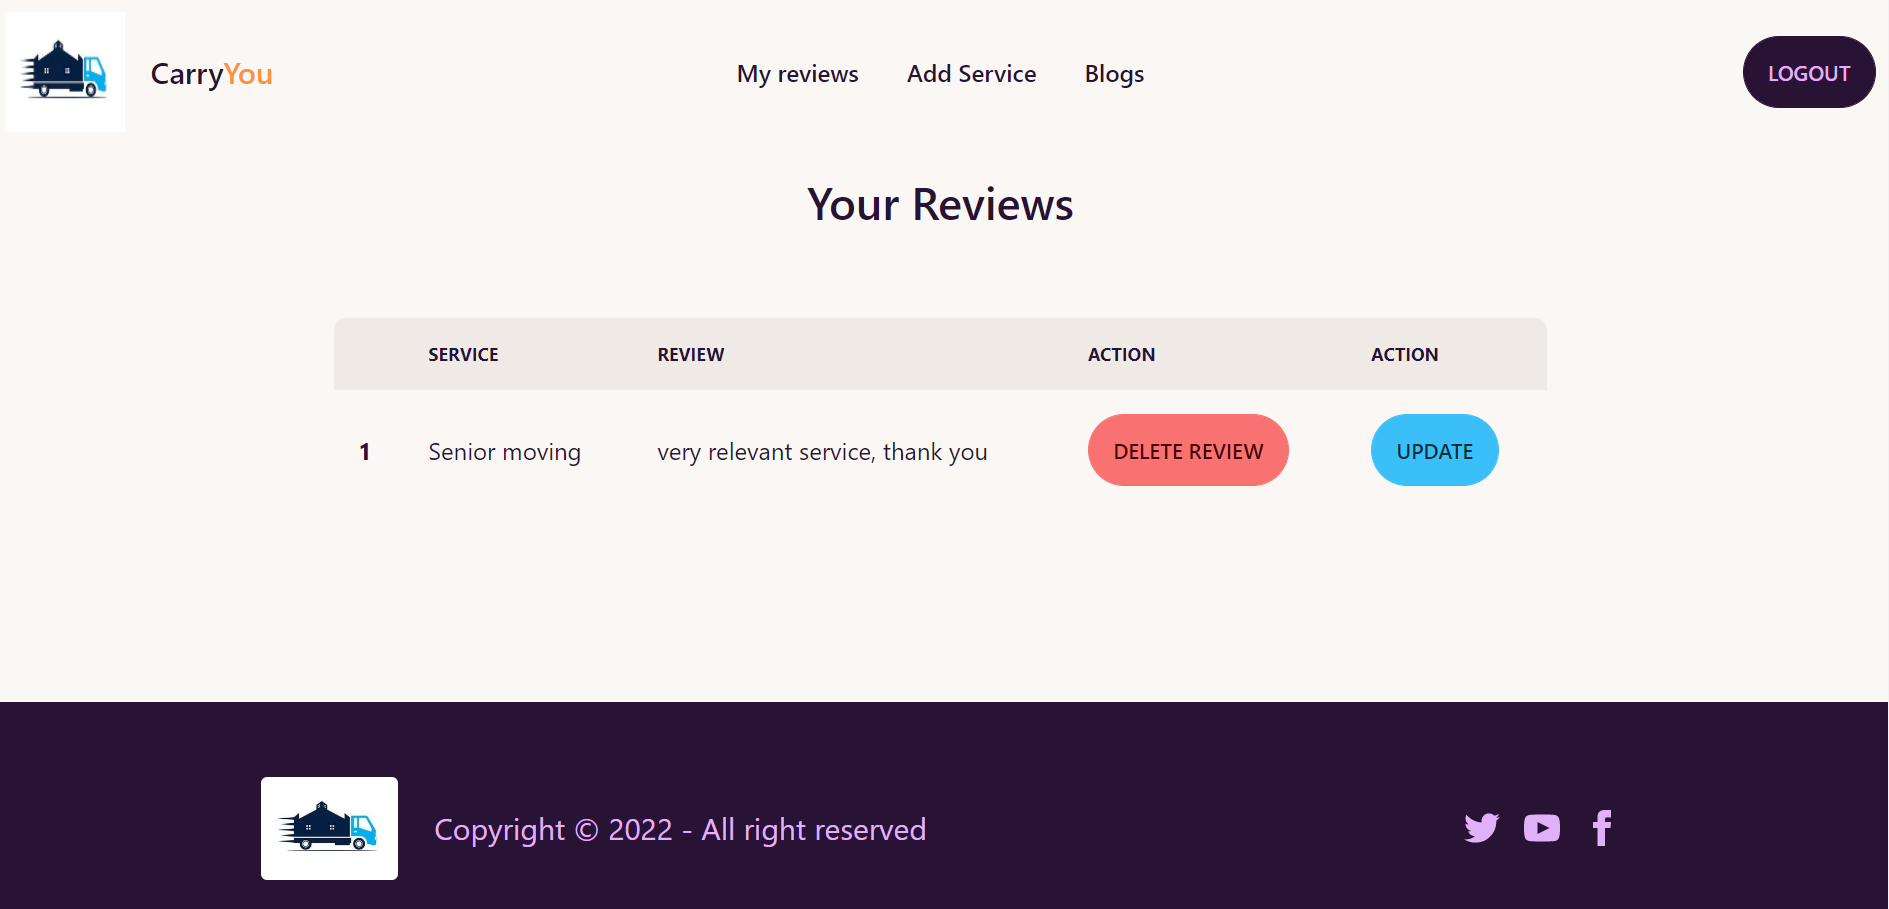 CarryYou
My reviews Add Service Blogs
LOGOUT
Your Reviews
SERVICE REVIEW ACTION ACTION
1 Senior moving very relevant service, thank you DELETE REVIEW UPDATE
Copyright © 2022 - All right reserved